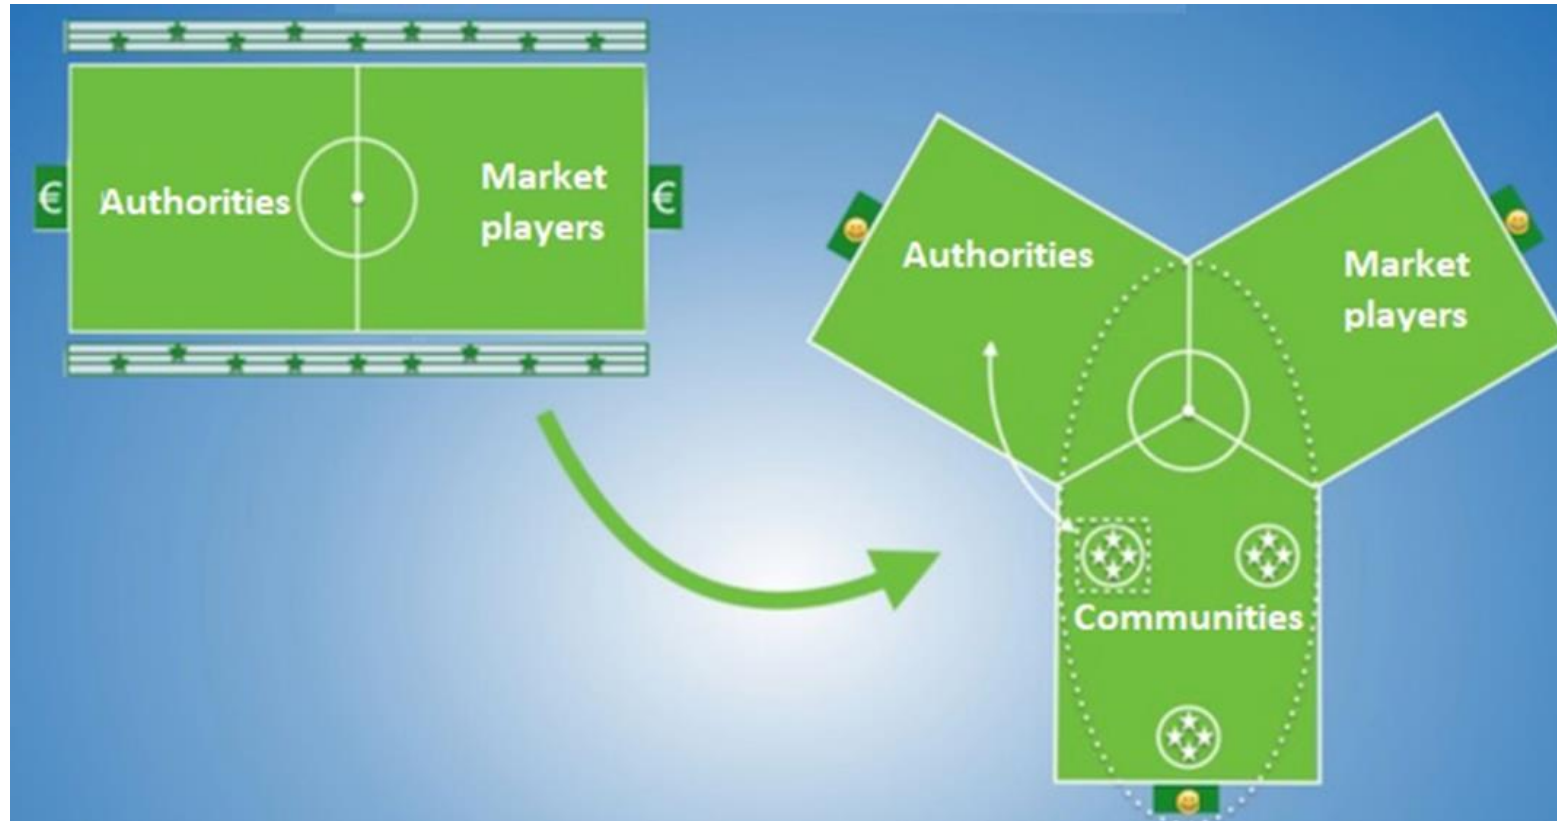 €
Authorities
Market
players
€
Authorities
Market
players
Communities